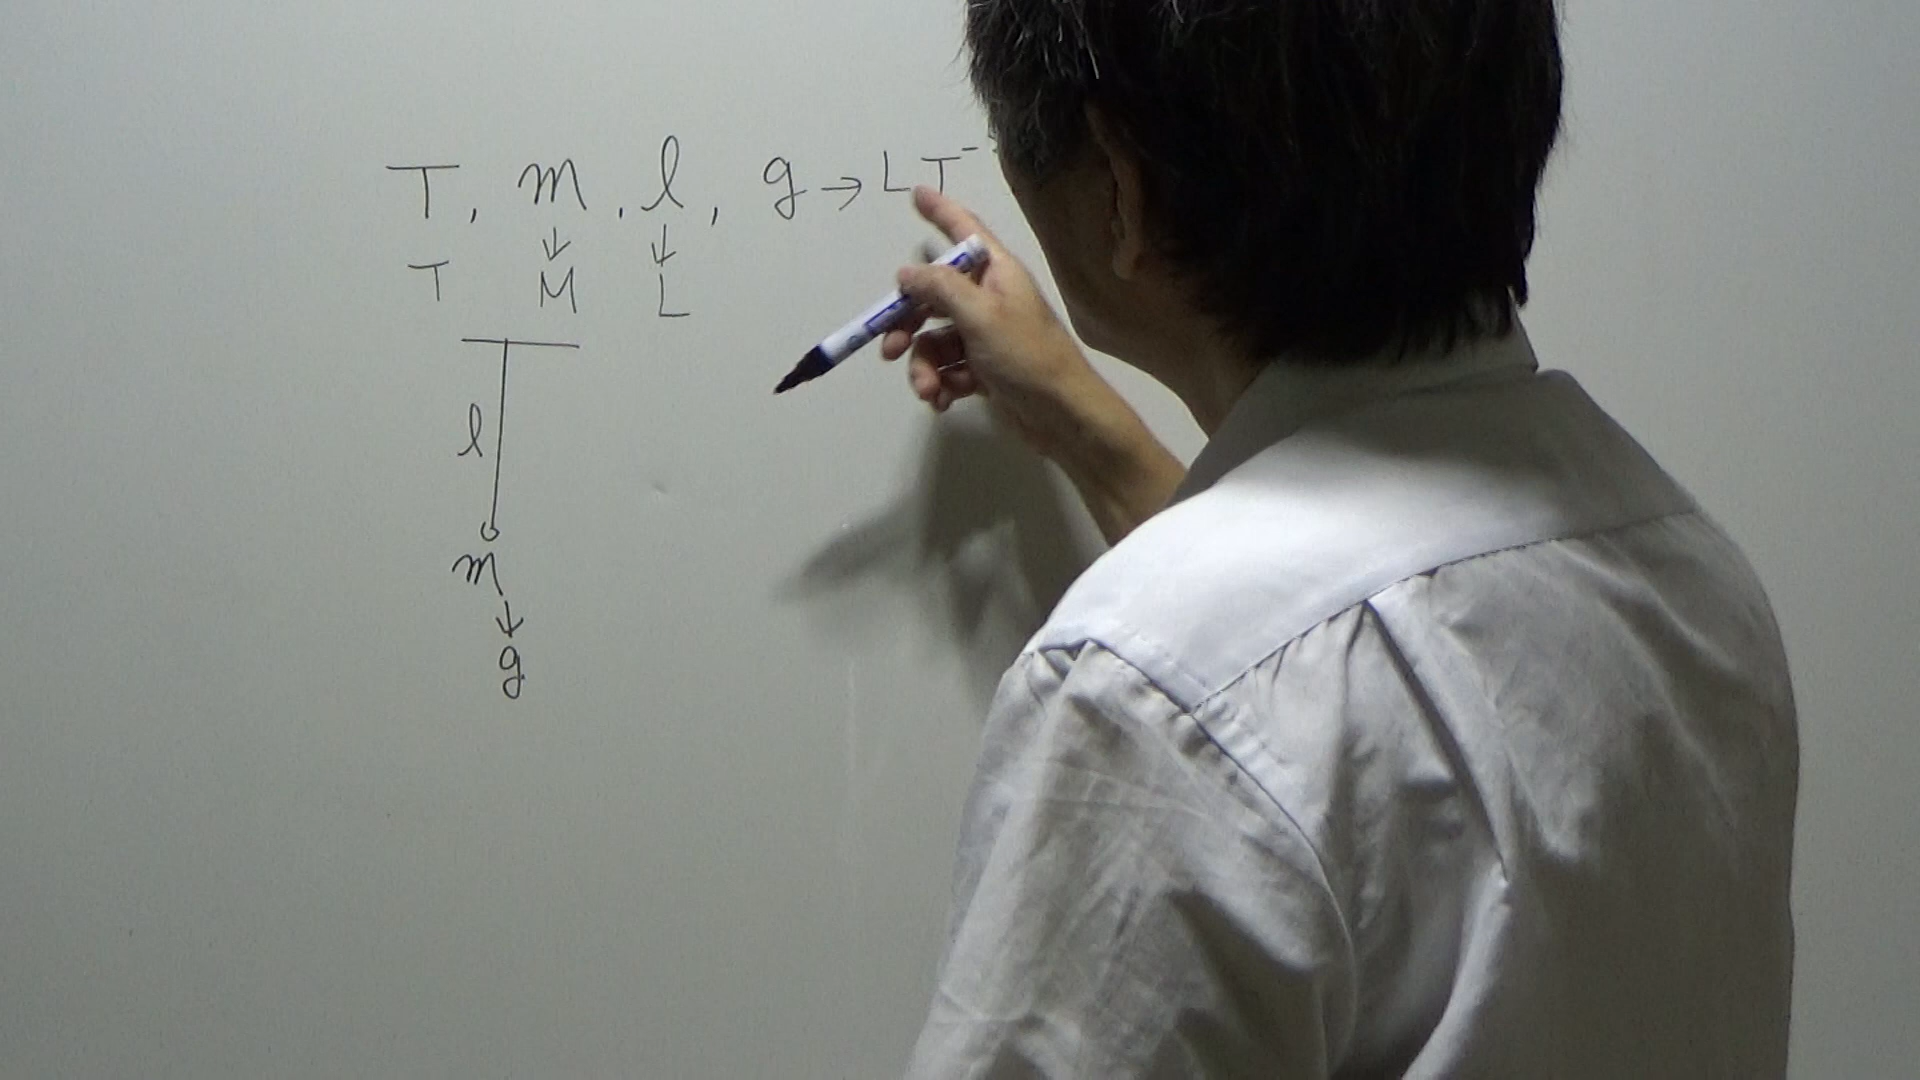 T, m, l, g → LT⁻
↓ ↓
T M L
l
m
↓
g